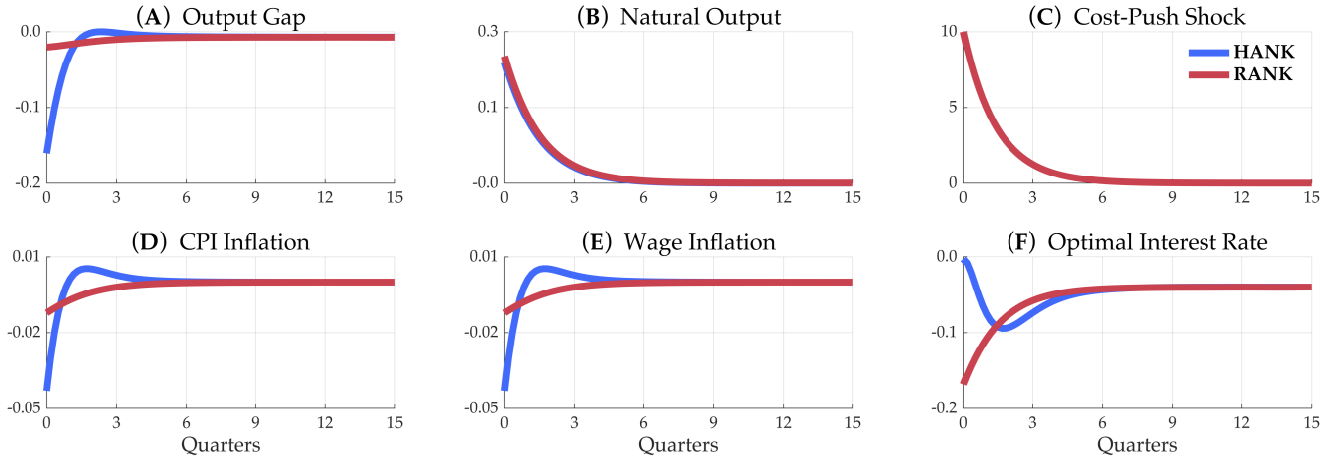 (A) Output Gap
0.0
-0.1
-0.2
0 3 6 9 12 15
(B) Natural Output
0.3
0.1
-0.0
0 3 6 9 12 15
(C) Cost-Push Shock
10
5
0
0 3 6 9 12 15
HANK
RANK
(D) CPI Inflation
0.01
-0.02
-0.05
0 3 6 9 12 15
Quarters
(E) Wage Inflation
0.01
-0.02
-0.05
0 3 6 9 12 15
Quarters
(F) Optimal Interest Rate
0.0
-0.1
-0.2
0 3 6 9 12 15
Quarters